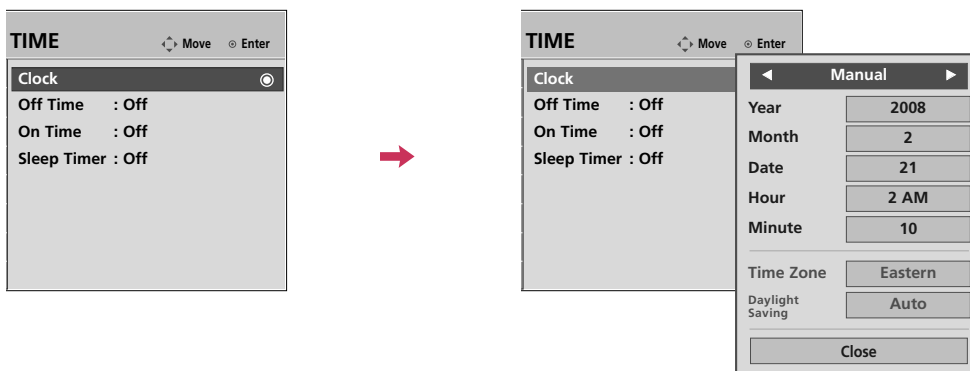 TIME Move Enter
Clock
Off Time : Off
On Time : Off
Sleep Timer : Off
TIME Move Enter
Clock
Off Time : Off
On Time : Off
Sleep Timer : Off
Manual
Year 2008
Month 2
Date 21
Hour 2 AM
Minute 10
Time Zone Eastern
Daylight
Saving Auto
Close